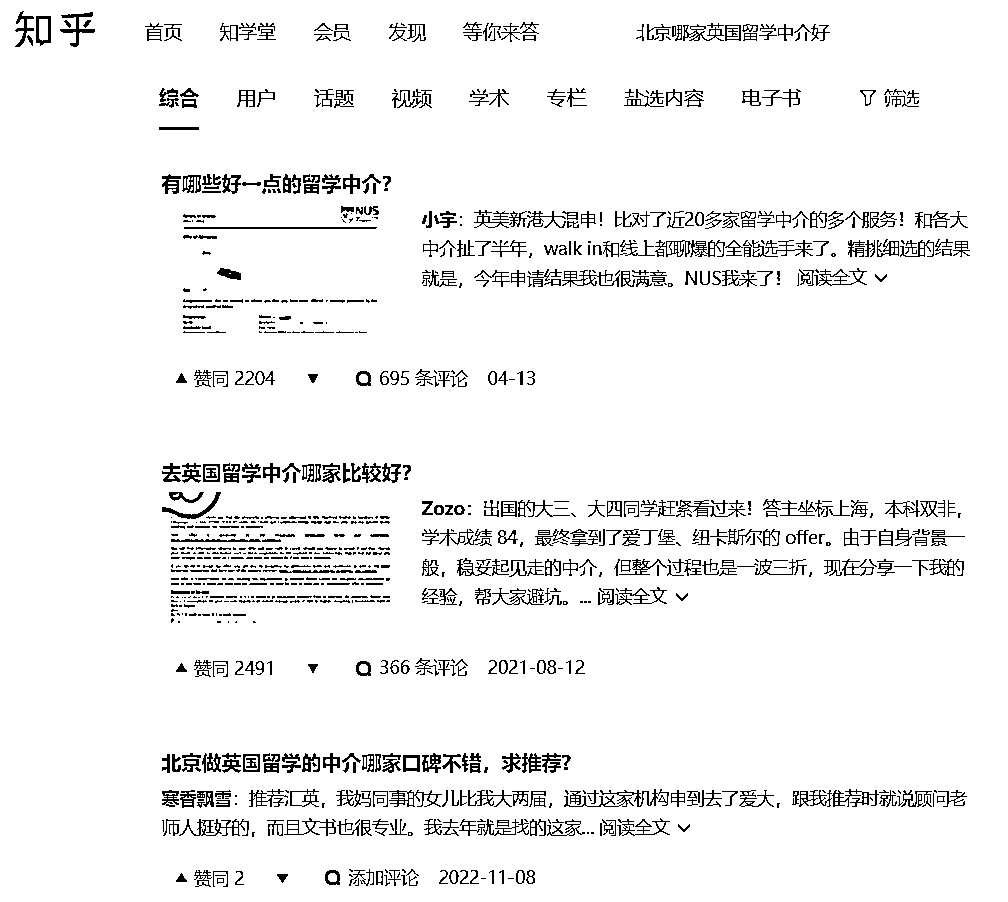 知乎 首页 知学堂 会员 发现 等你来答 北京哪家英国留学中介好
综合 用户 话题 视频 学术 专栏 盐选内容 电子书 筛选
有哪些好一点的留学中介?
NUS
小宇：英美新港大混申！比对了近20多家留学中介的多个服务！和各大
中介扯了半年，walk in和线上都聊爆的全能选手来了。精挑细选的结果
就是，今年申请结果我也很满意。NUS我来了！ 阅读全文
赞同 2204 695 条评论 04-13
去英国留学中介哪家比较好?
Zozo：出国的大三、大四同学赶紧看过来！答主坐标上海，本科双非，
学术成绩 84，最终拿到了爱丁堡、纽卡斯尔的 offer。由于自身背景一
般，稳妥起见走的中介，但整个过程也是一波三折，现在分享一下我的
经验，帮大家避坑。... 阅读全文
赞同 2491 366 条评论 2021-08-12
北京做英国留学的中介哪家口碑不错，求推荐?
寒香飘雪：推荐汇英，我妈同事的女儿比我大两届，通过这家机构申到去了爱大，跟我推荐时就说顾问老
师人挺好的，而且文书也很专业。我去年就是找的这家... 阅读全文
赞同 2 添加评论 2022-11-08